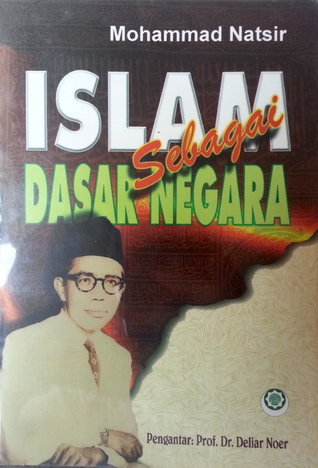 Mohammad Natsir
ISLAM
Sebagai
DASAR NEGARA
Pengantar: Prof. Dr. Deliar Noer